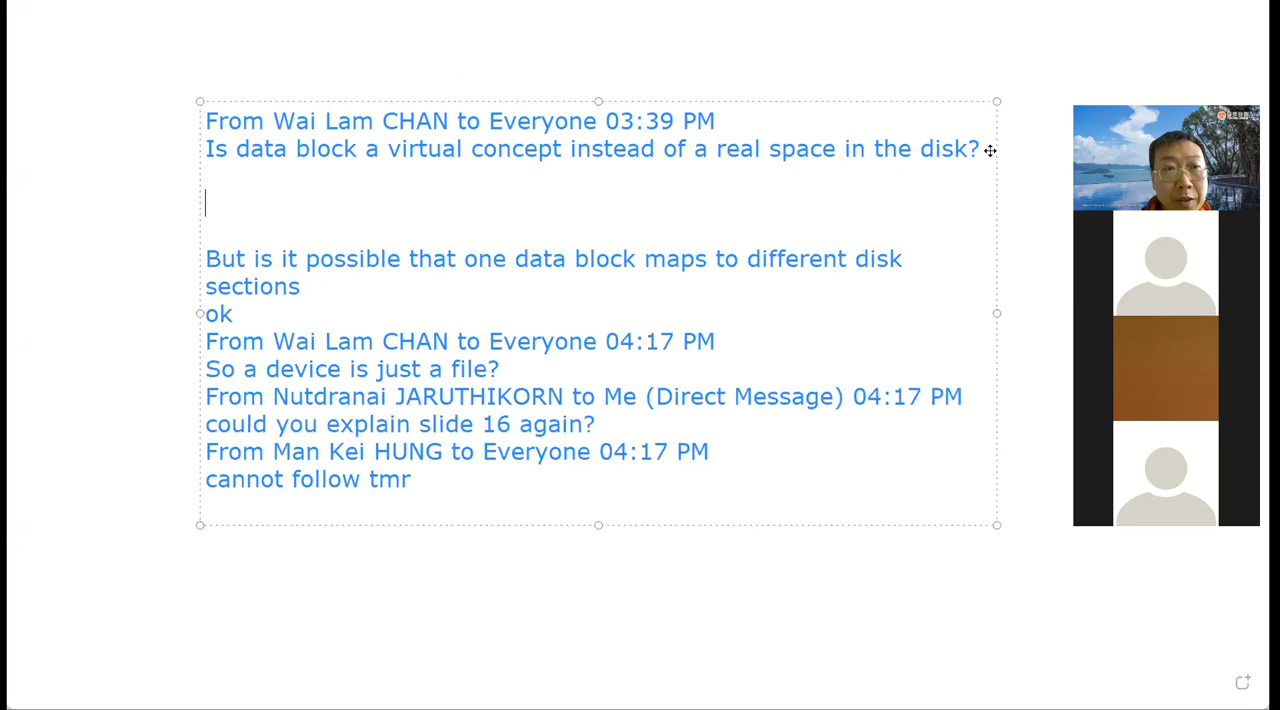 From Wai Lam CHAN to Everyone 03:39 PM
Is data block a virtual concept instead of a real space in the disk?
But is it possible that one data block maps to different disk
sections
ok
From Wai Lam CHAN to Everyone 04:17 PM
So a device is just a file?
From Nutdranai JARUTHIKORN to Me (Direct Message) 04:17 PM
could you explain slide 16 again?
From Man Kei HUNG to Everyone 04:17 PM
cannot follow tmr